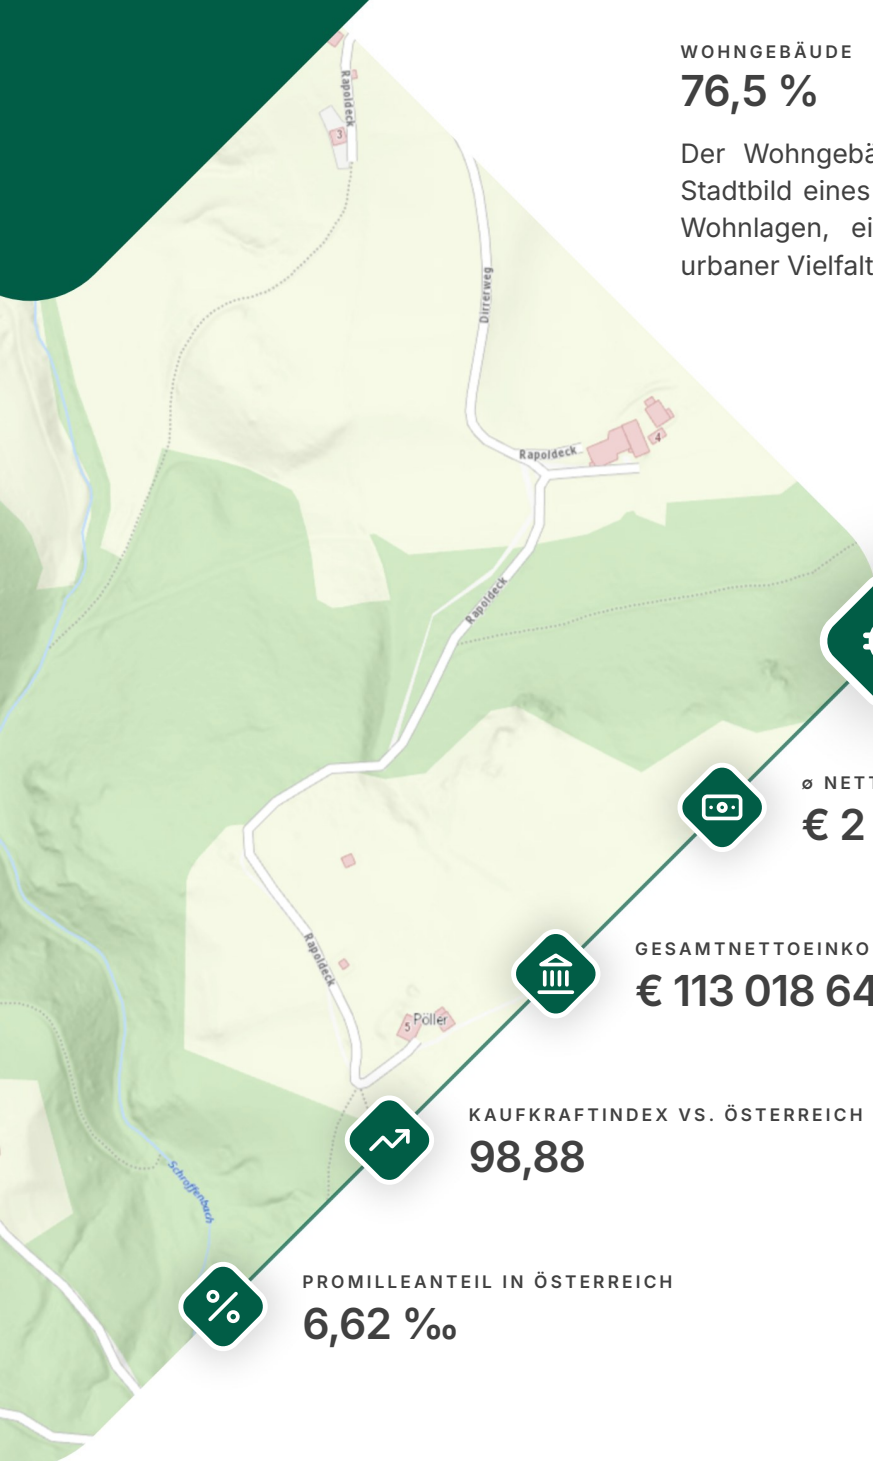 WOHNGEBÄUDE
76,5 %
Der Wohngebä
Stadtbild eines
Wohnlagen, ei
urbaner Vielfalt
Rapoldeck
3
Dirrerweg
Rapoldeck
4
Rapoldeck
ø NETT
€ 2
GESAMTNETTOEINKO
€ 113 018 64
Rapoldeck
5
Pöller
KAUFKRAFTINDEX VS. ÖSTERREICH
98,88
Schroffenbach
PROMILLEANTEIL IN ÖSTERREICH
6,62 ‰